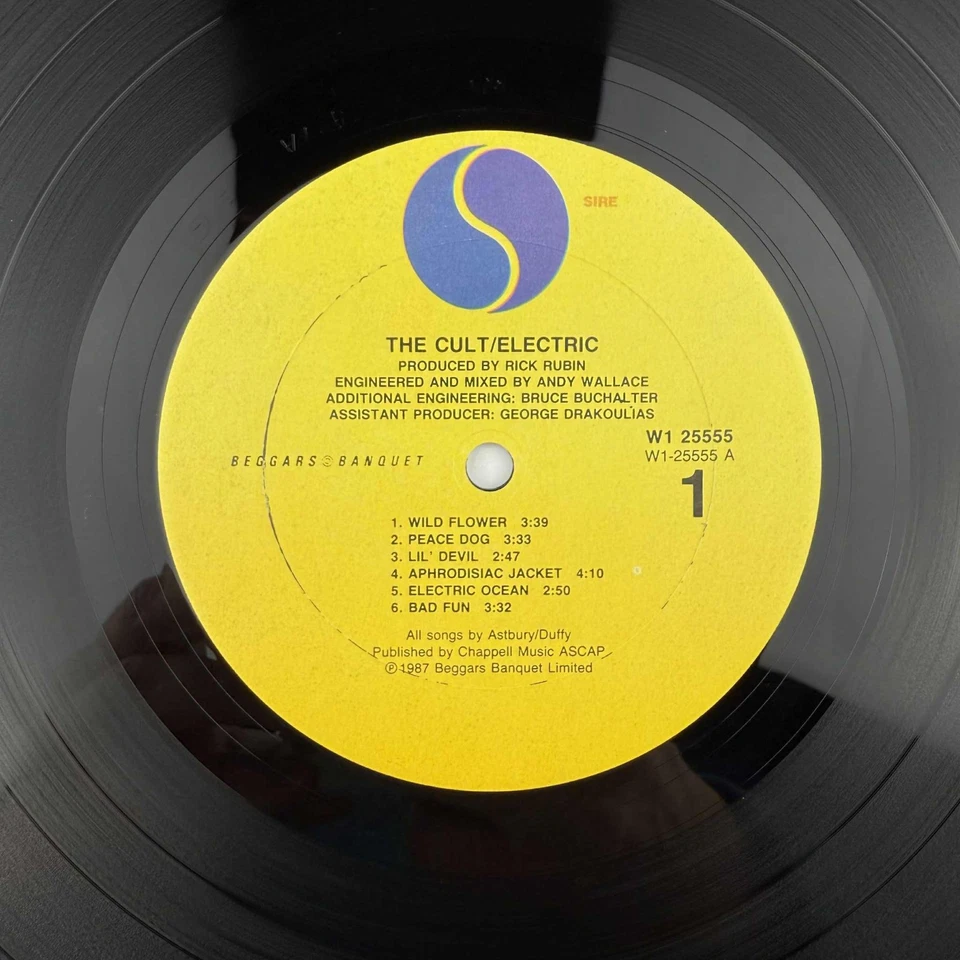 SIRE
THE CULT/ELECTRIC
PRODUCED BY RICK RUBIN
ENGINEERED AND MIXED BY ANDY WALLACE
ADDITIONAL ENGINEERING: BRUCE BUCHALTER
ASSISTANT PRODUCER: GEORGE DRAKOULIAS
W1 25555
W1-25555 A
BEGGARS BANQUET
1
1. WILD FLOWER 3:39
2. PEACE DOG 3:33
3. LIL' DEVIL 2:47
4. APHRODISIAC JACKET 4:10
5. ELECTRIC OCEAN 2:50
6. BAD FUN 3:32
All songs by Astbury/Duffy
Published by Chappell Music ASCAP
℗1987 Beggars Banquet Limited